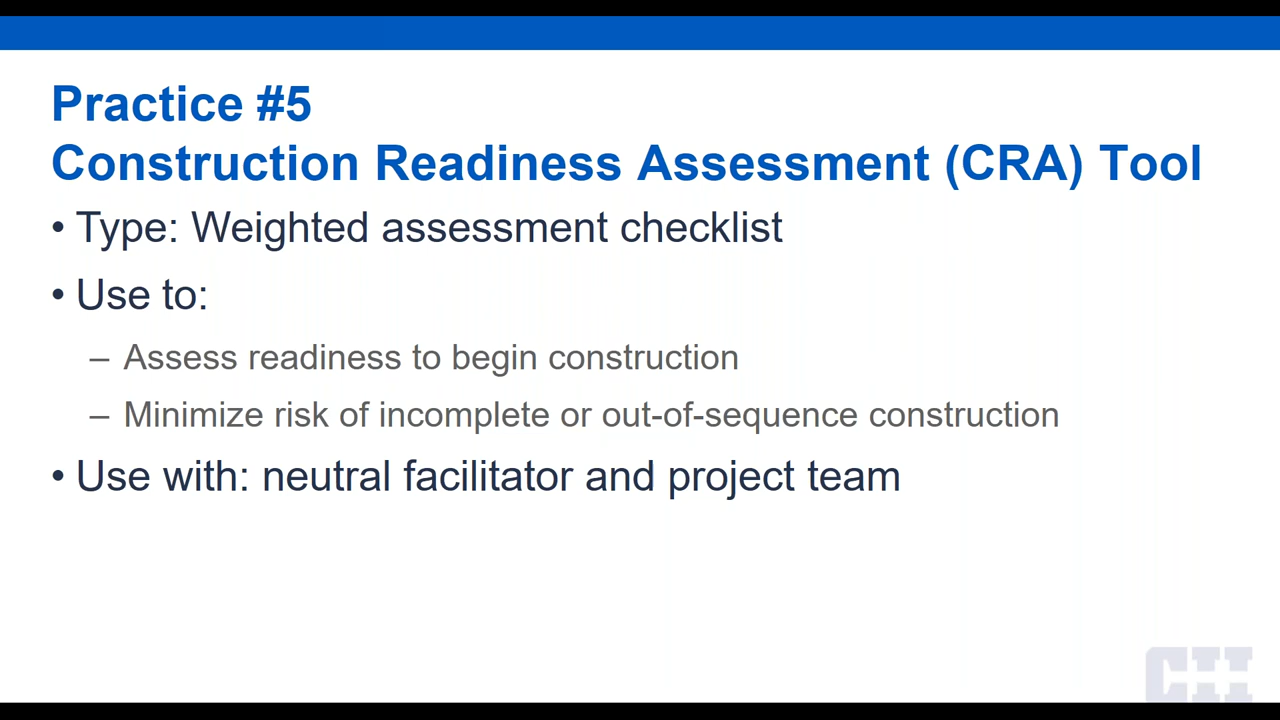 Practice #5
Construction Readiness Assessment (CRA) Tool
• Type: Weighted assessment checklist
• Use to:
– Assess readiness to begin construction
– Minimize risk of incomplete or out-of-sequence construction
• Use with: neutral facilitator and project team
CII